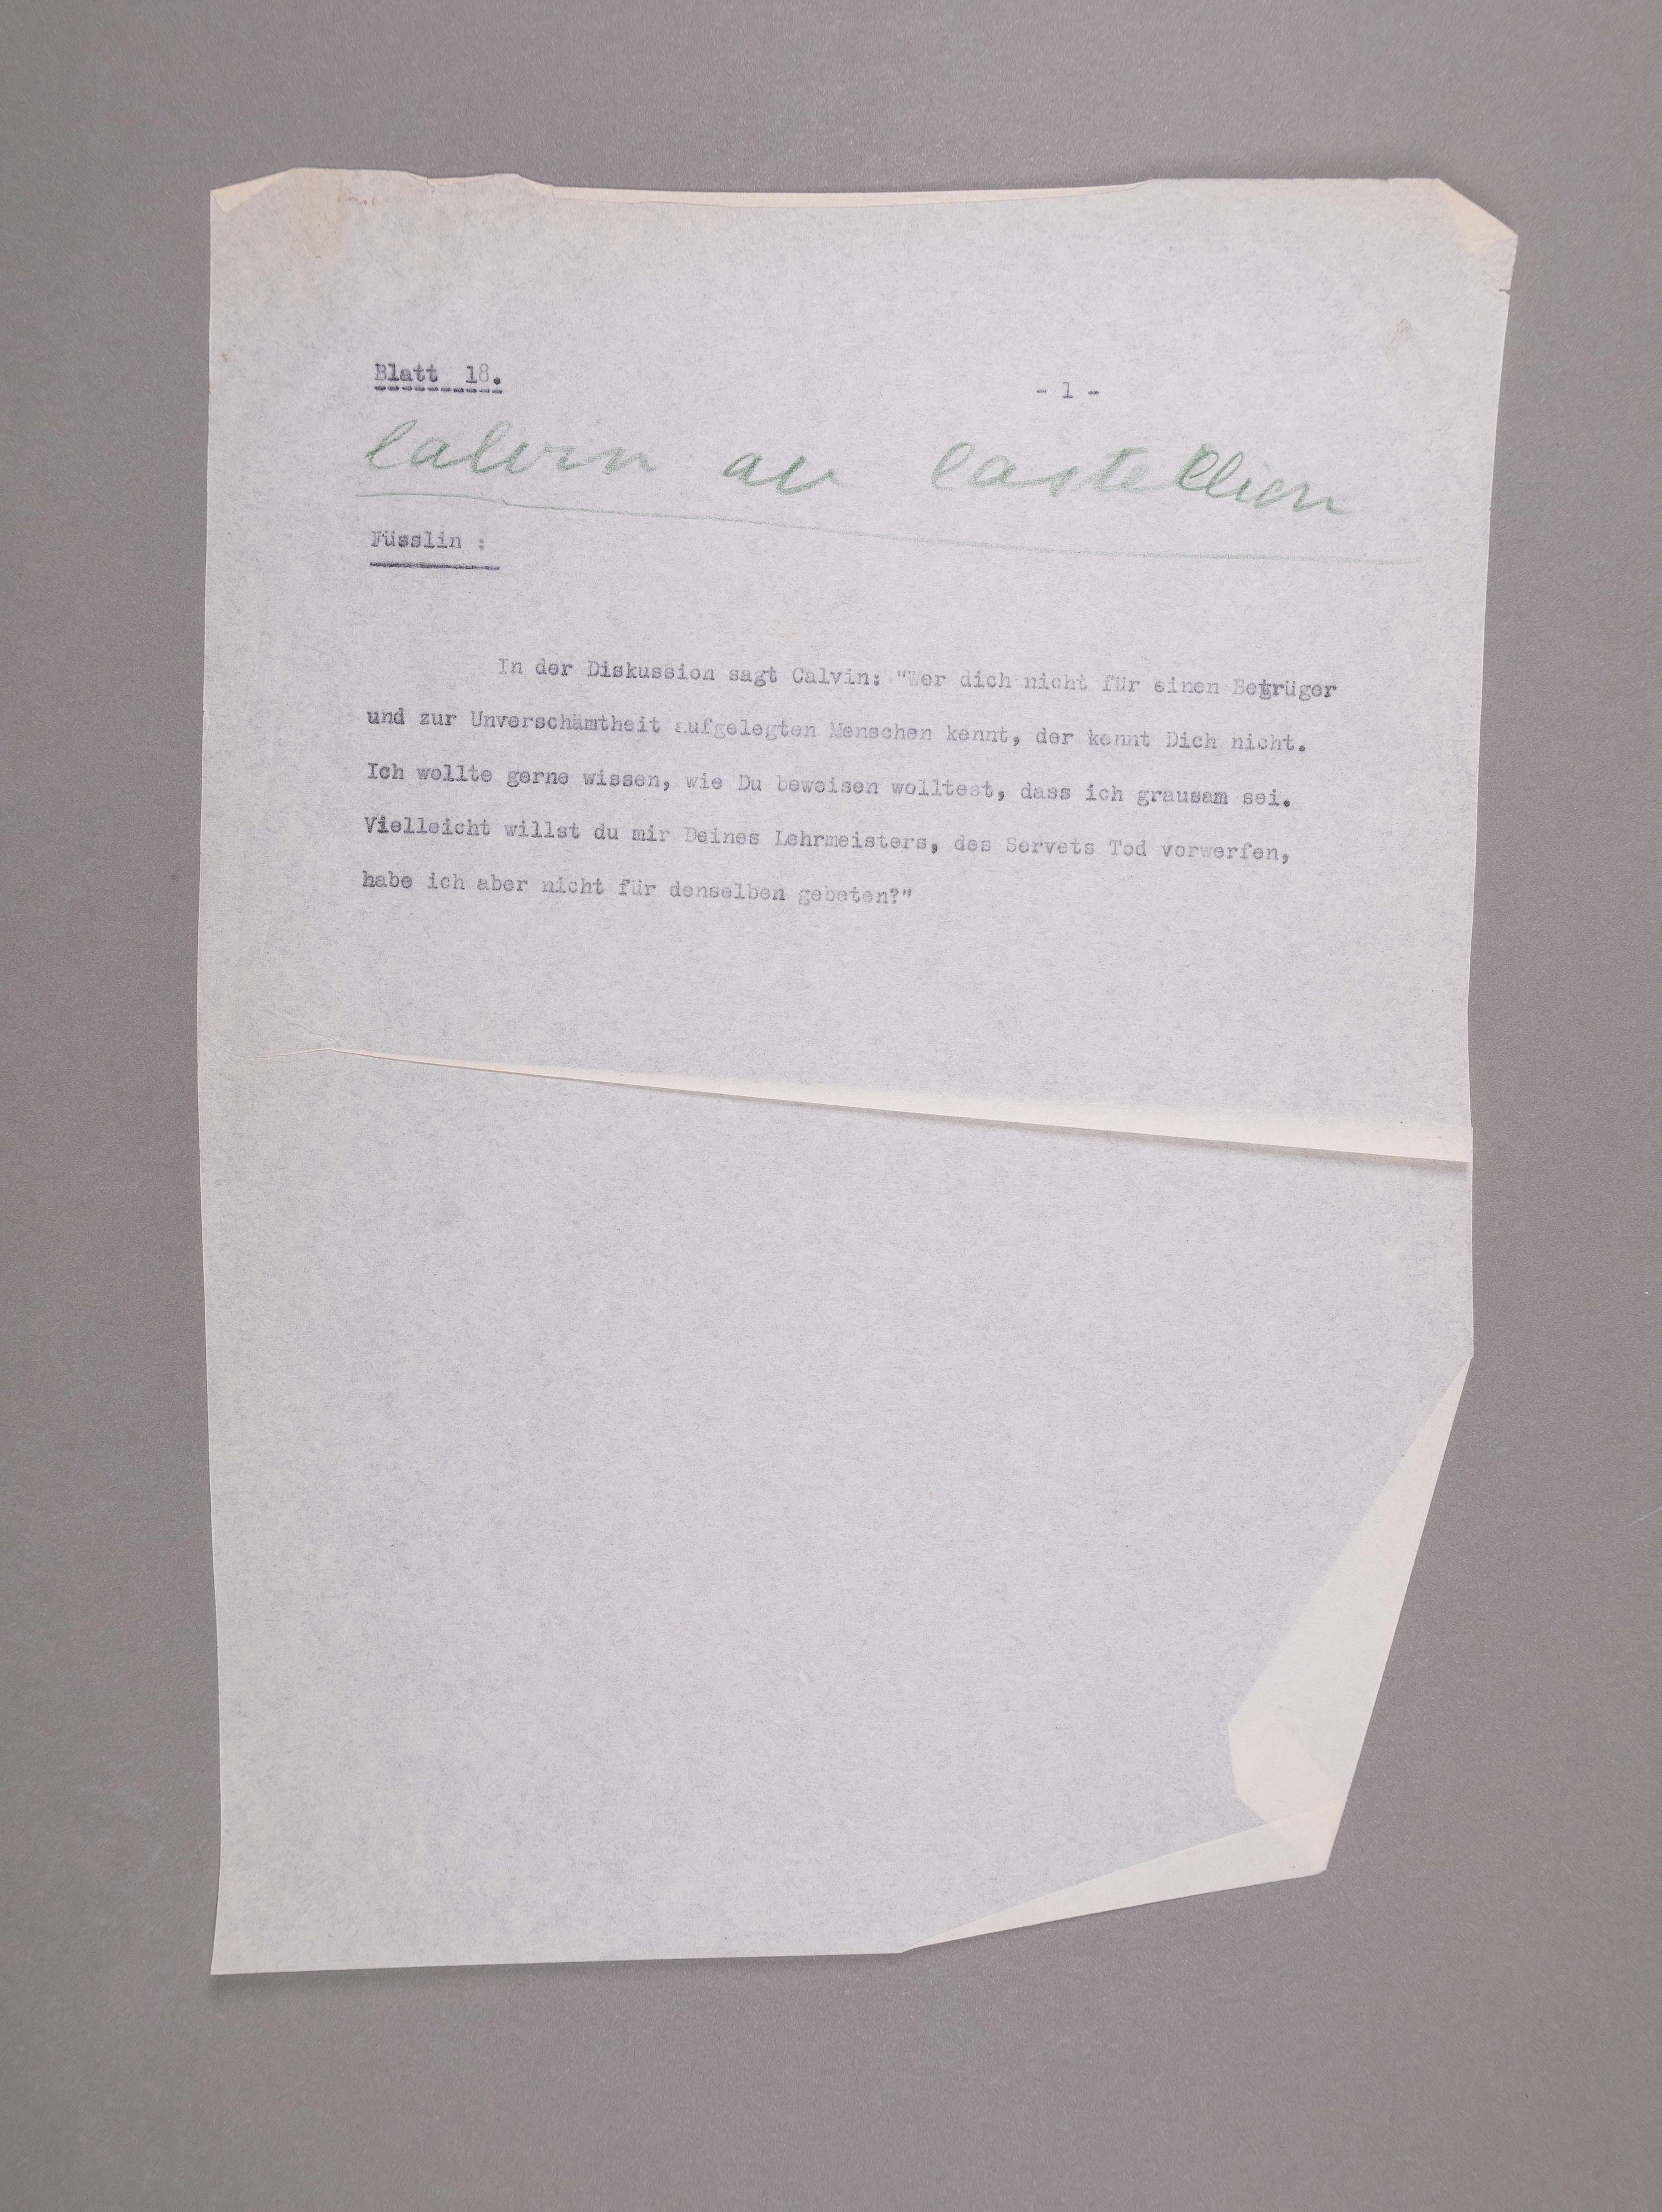 Blatt 18.
- 1 -
Calvin an Castellion
Füsslin :
In der Diskussion sagt Calvin: "Wer dich nicht für einen Betrüger
und zur Unverschämtheit aufgelegten Menschen kennt, der kennt Dich nicht.
Ich wollte gerne wissen, wie Du beweisen wolltest, dass ich grausam sei.
Vielleicht willst du mir Deines Lehrmeisters, des Servets Tod vorwerfen,
habe ich aber nicht für denselben gebeten?"